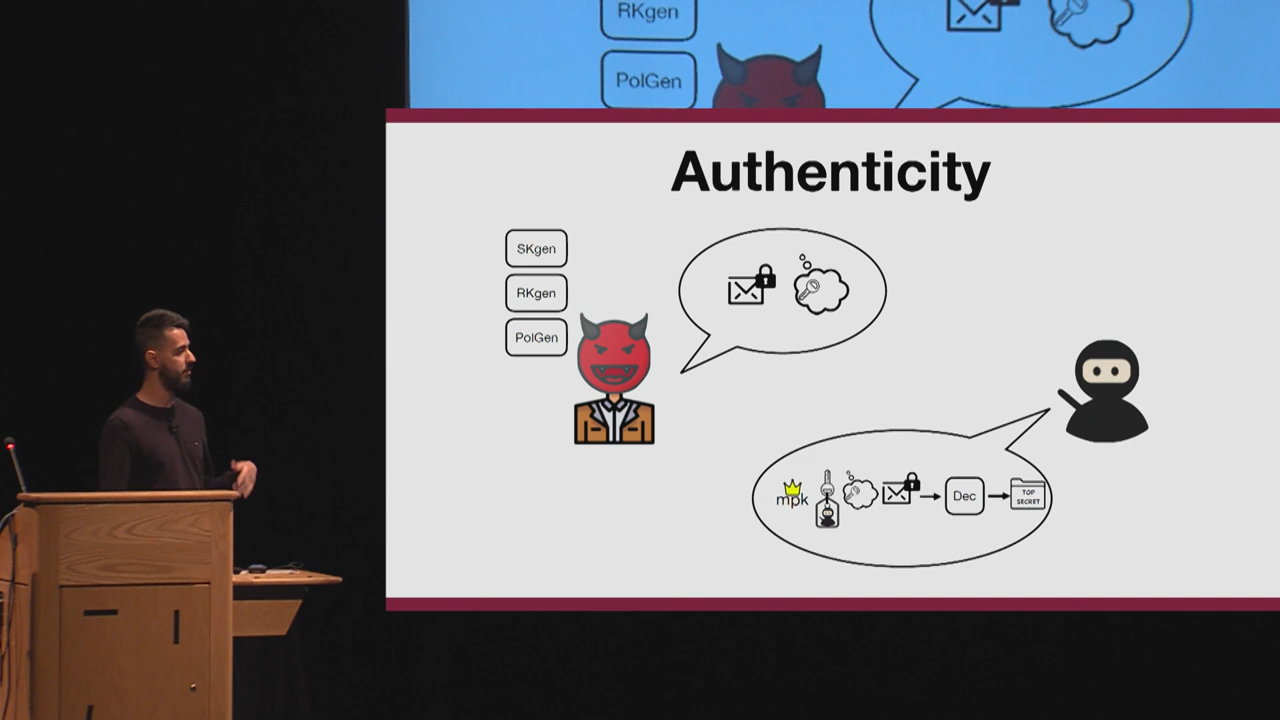 RKgen
PolGen
Authenticity
SKgen
RKgen
PolGen
mpk
Dec
TOP
SECRET